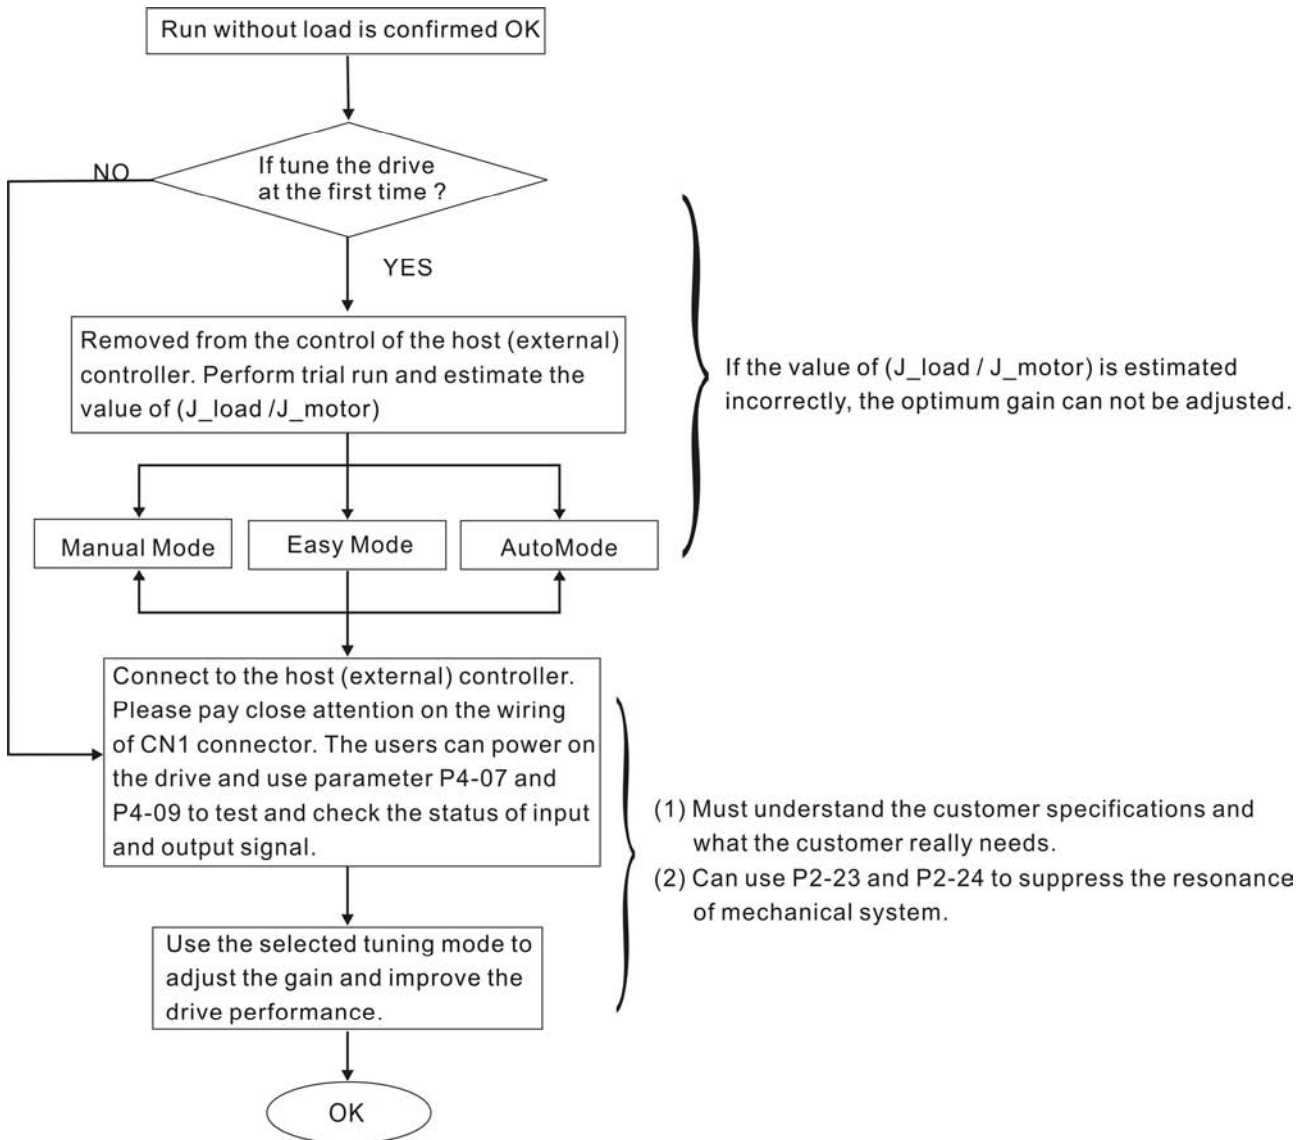 Run without load is confirmed OK
If tune the drive
at the first time ?
NO
YES
Removed from the control of the host (external)
controller. Perform trial run and estimate the
value of (J_load /J_motor)
If the value of (J_load / J_motor) is estimated
incorrectly, the optimum gain can not be adjusted.
Manual Mode
Easy Mode
AutoMode
Connect to the host (external) controller.
Please pay close attention on the wiring
of CN1 connector. The users can power on
the drive and use parameter P4-07 and
P4-09 to test and check the status of input
and output signal.
(1) Must understand the customer specifications and
what the customer really needs.
(2) Can use P2-23 and P2-24 to suppress the resonance
of mechanical system.
Use the selected tuning mode to
adjust the gain and improve the
drive performance.
OK